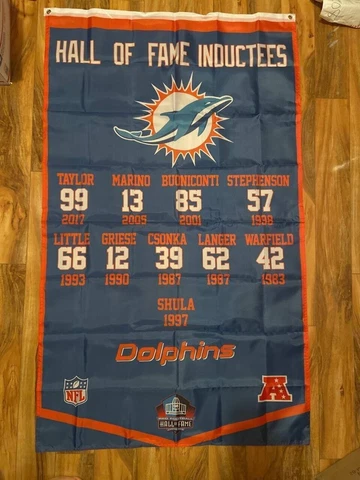 HALL OF FAME INDUCTEES
TAYLOR MARINO BUONICONTI STEPHENSON
99 13 85 57
2017 2005 2001 1998
LITTLE GRIESE CSONKA LANGER WARFIELD
66 12 39 62 42
1993 1990 1987 1987 1983
SHULA
1997
Dolphins
NFL
A
PRO FOOTBALL
HALL OF FAME